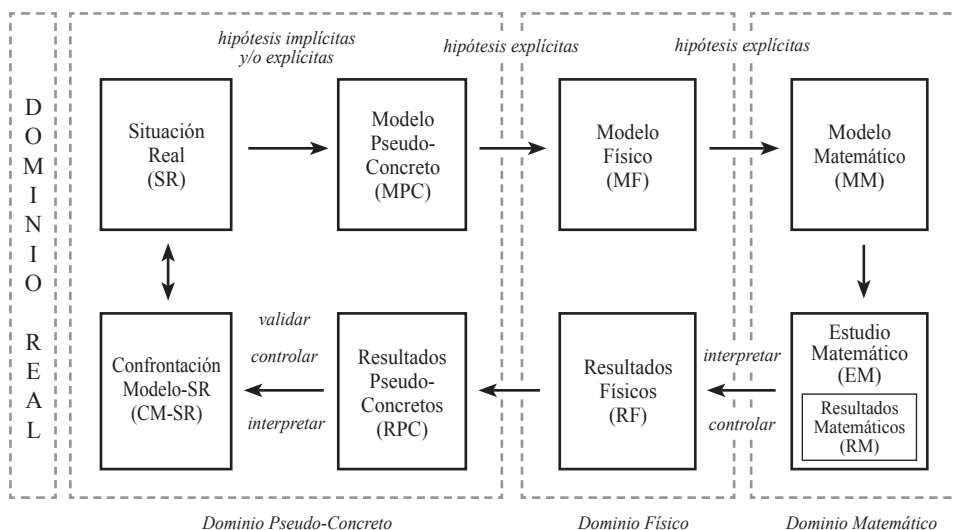 hipótesis implícitas
y/o explícitas
hipótesis explícitas
hipótesis explícitas
DOMINIO REAL
Situación
Real
(SR)
Modelo
Pseudo-
Concreto
(MPC)
Modelo
Físico
(MF)
Modelo
Matemático
(MM)
Confrontación
Modelo-SR
(CM-SR)
validar
controlar
interpretar
Resultados
Pseudo-
Concretos
(RPC)
Resultados
Físicos
(RF)
interpretar
controlar
Estudio
Matemático
(EM)
Resultados
Matemáticos
(RM)
Dominio Pseudo-Concreto
Dominio Físico
Dominio Matemático